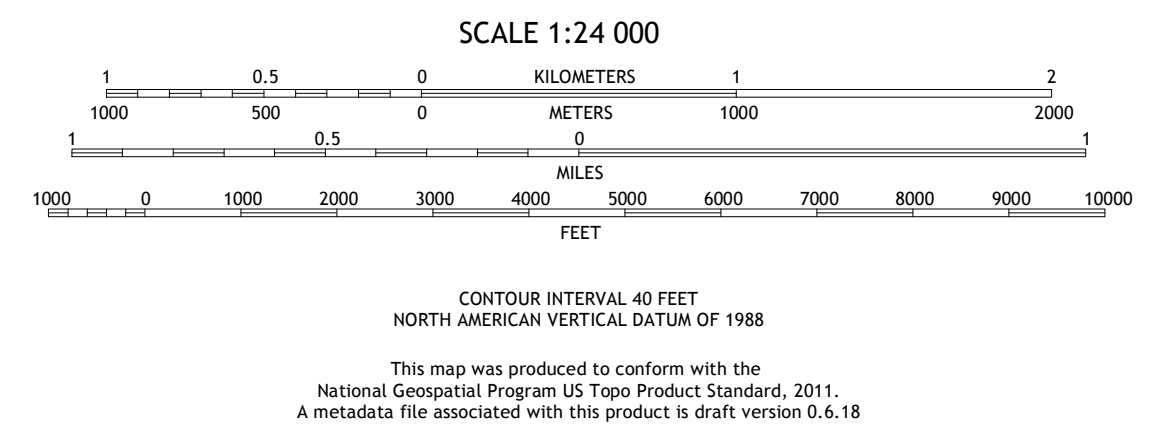 SCALE 1:24 000
1 0.5 0 KILOMETERS 1 2
1000 500 0 METERS 1000 2000
1 0.5 0 1
MILES
1000 0 1000 2000 3000 4000 5000 6000 7000 8000 9000 10000
FEET
CONTOUR INTERVAL 40 FEET
NORTH AMERICAN VERTICAL DATUM OF 1988
This map was produced to conform with the
National Geospatial Program US Topo Product Standard, 2011.
A metadata file associated with this product is draft version 0.6.18